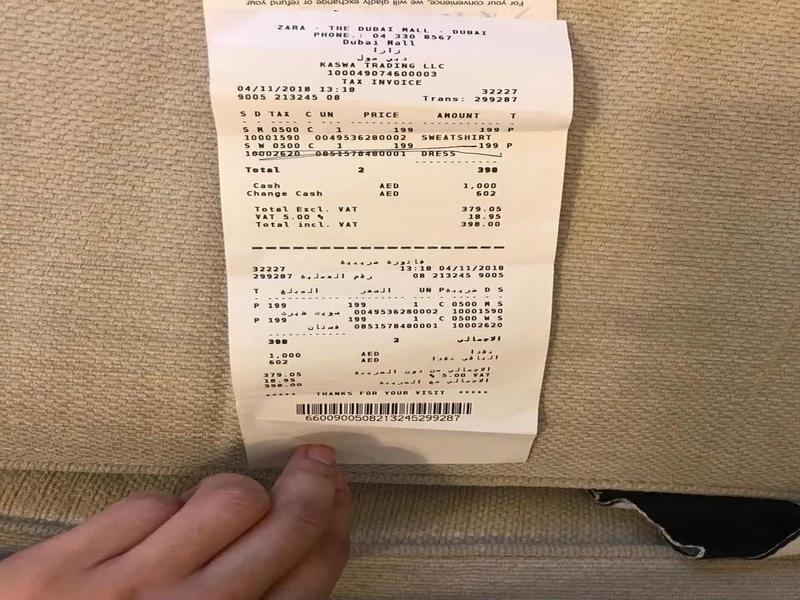 For your convenience, we will gladly exchange or refund your
ZARA - THE DUBAI MALL - DUBAI
PHONE.: 04 330 8567
Dubai Mall
زارا
دبي مول
KASWA TRADING LLC
100049074600003
TAX INVOICE
04/11/2018 13:18 32227
9005 213245 08 Trans: 299287
S D TAX C UN PRICE AMOUNT T
S M 0500 C 1 199 199 P
10001590 0049536280002 SWEATSHIRT
S W 0500 C 1 199 199 P
10002620 0851578480001 DRESS
Total 2 398
Cash AED 1,000
Change Cash AED 602
Total Excl. VAT 379.05
VAT 5.00 % 18.95
Total incl. VAT 398.00
فاتورة ضريبية
32227 13:18 04/11/2018
299287 رقم العملية 08 213245 9005
T المبلغ السعر UN Pضريبة D S
P 199 199 1 C 0500 M S
سويت شيرت 0049536280002 10001590
P 199 199 1 C 0500 W S
فستان 0851578480001 10002620
398 2 الاجمالي
1,000 AED نقدا
602 AED الباقي نقدا
379.05 الاجمالي من دون الضريبة
18.95 % 5.00 VAT
398.00 الاجمالي مع الضريبة
***** THANKS FOR YOUR VISIT *****
6600900508213245299287